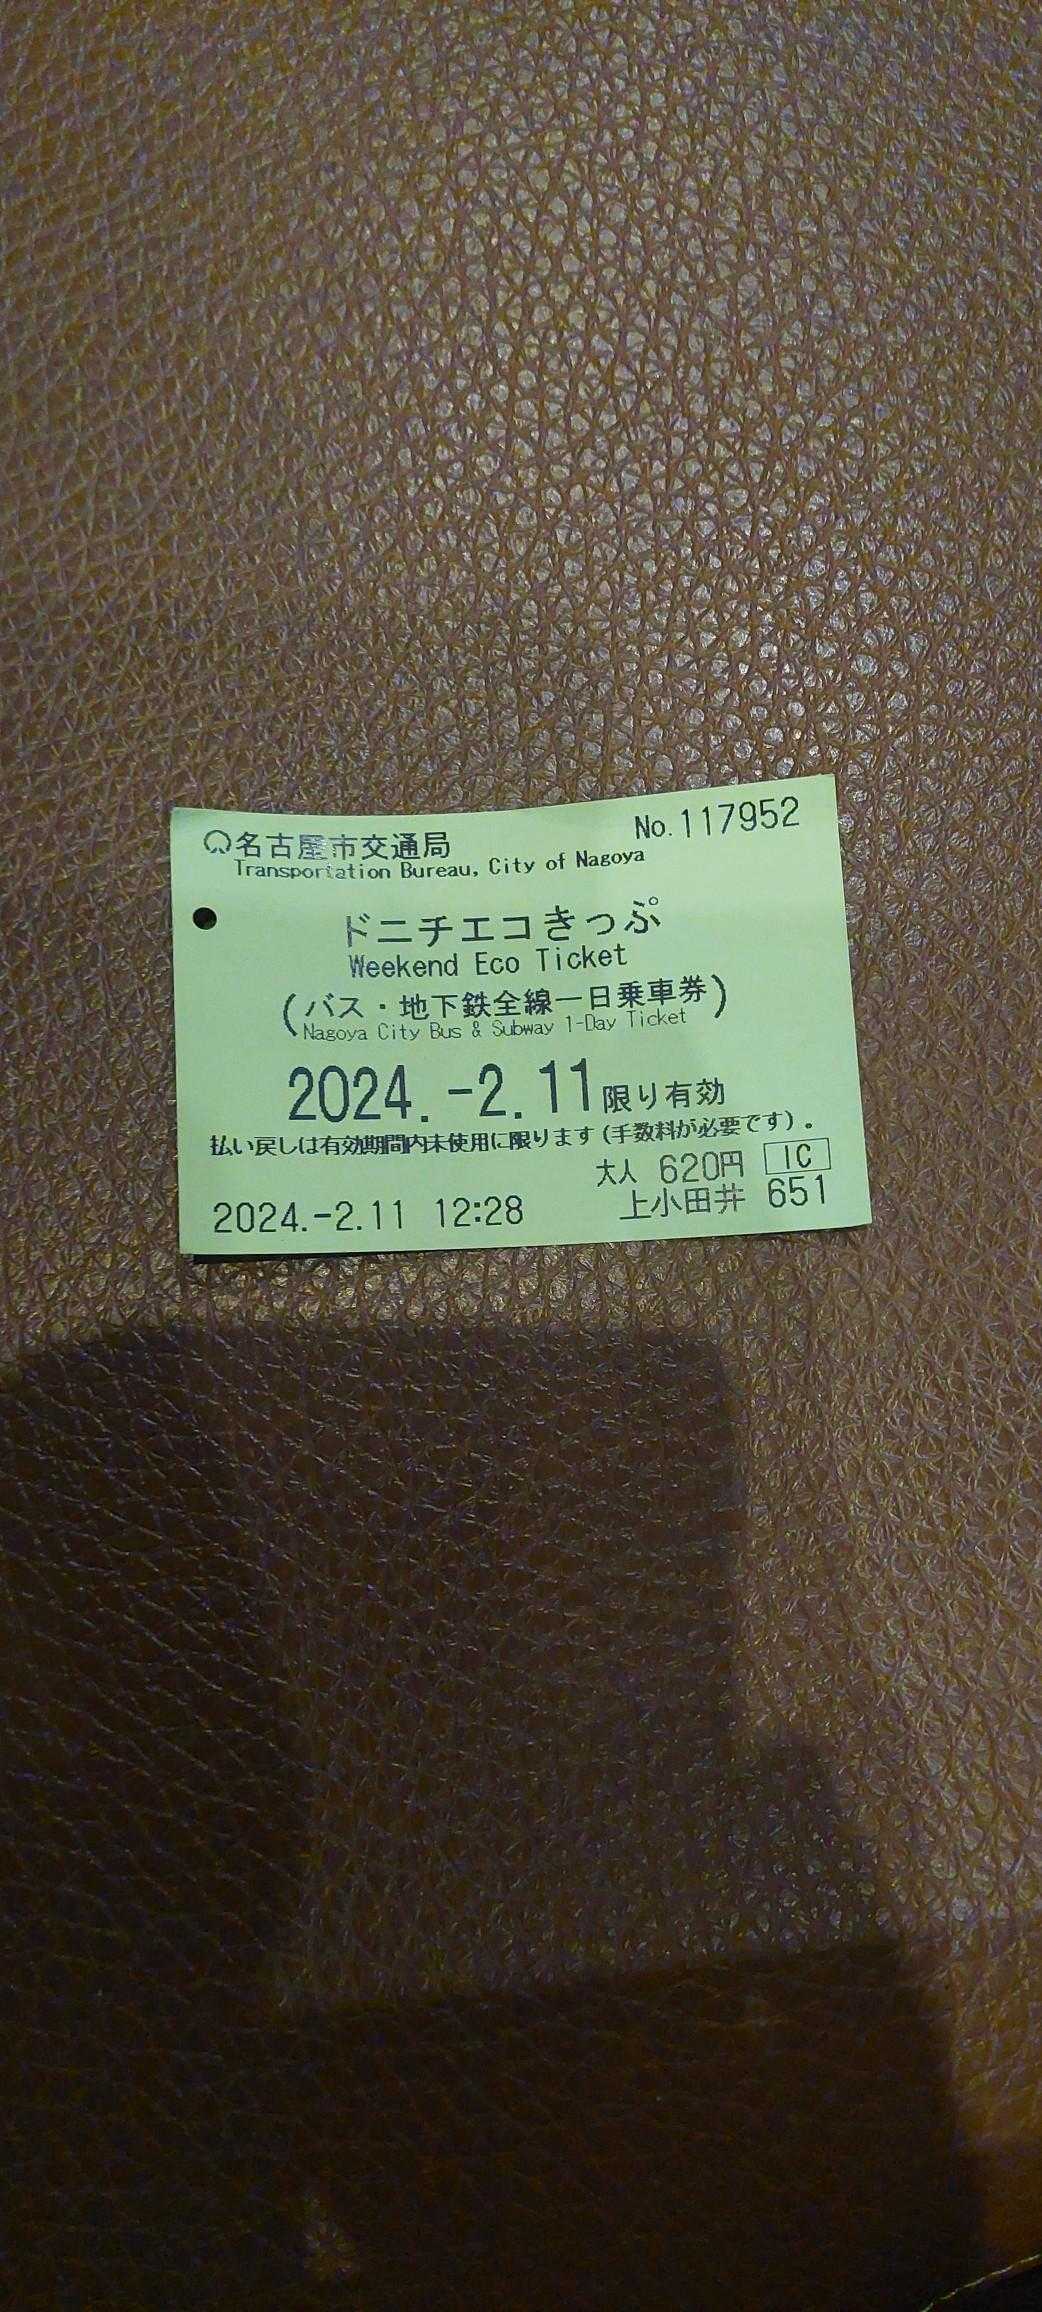 名古屋市交通局 No.117952
Transportation Bureau, City of Nagoya
ドニチエコきっぷ
Weekend Eco Ticket
(バス・地下鉄全線一日乗車券)
Nagoya City Bus & Subway 1-Day Ticket
2024.-2.11限り有効
払い戻しは有効期間内未使用に限ります(手数料が必要です)。
大人 620円 IC
2024.-2.11 12:28 上小田井 651